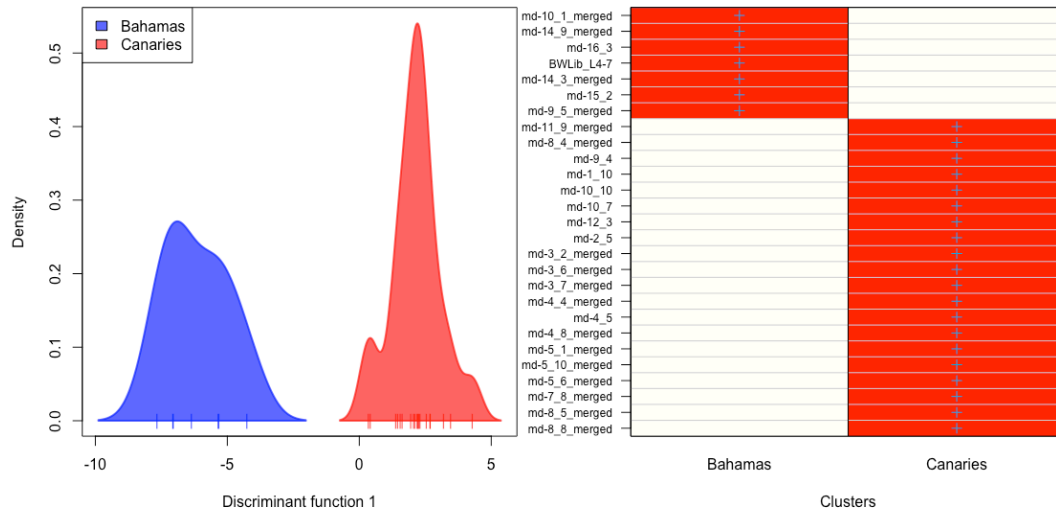 Bahamas
Canaries
Density
0.0
0.1
0.2
0.3
0.4
0.5
-10
-5
0
5
Discriminant function 1
md-10_1_merged
md-14_9_merged
md-16_3
BWLib_L4-7
md-14_3_merged
md-15_2
md-9_5_merged
md-11_9_merged
md-8_4_merged
md-9_4
md-1_10
md-10_10
md-10_7
md-12_3
md-2_5
md-3_2_merged
md-3_6_merged
md-3_7_merged
md-4_4_merged
md-4_5
md-4_8_merged
md-5_1_merged
md-5_10_merged
md-5_6_merged
md-7_8_merged
md-8_5_merged
md-8_8_merged
Bahamas
Canaries
Clusters